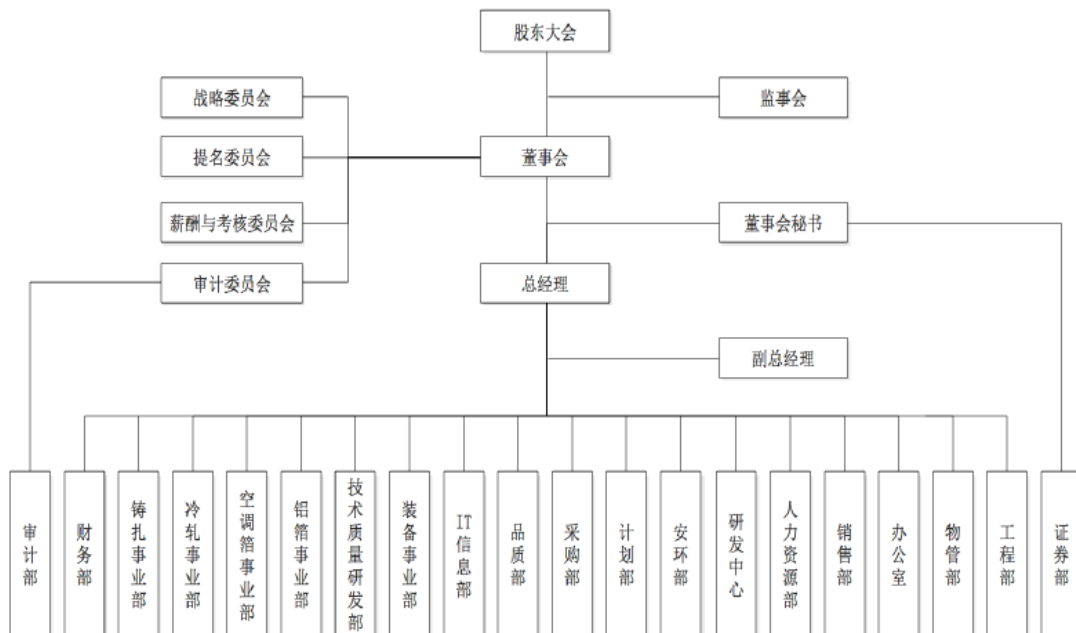 股东大会
战略委员会
监事会
提名委员会
董事会
薪酬与考核委员会
董事会秘书
审计委员会
总经理
副总经理
审计部
财务部
铸扎事业部
冷轧事业部
空调箔事业部
铝箔事业部
技术质量研发部
装备事业部
IT信息部
品质部
采购部
计划部
安环部
研发中心
人力资源部
销售部
办公室
物管部
工程部
证券部